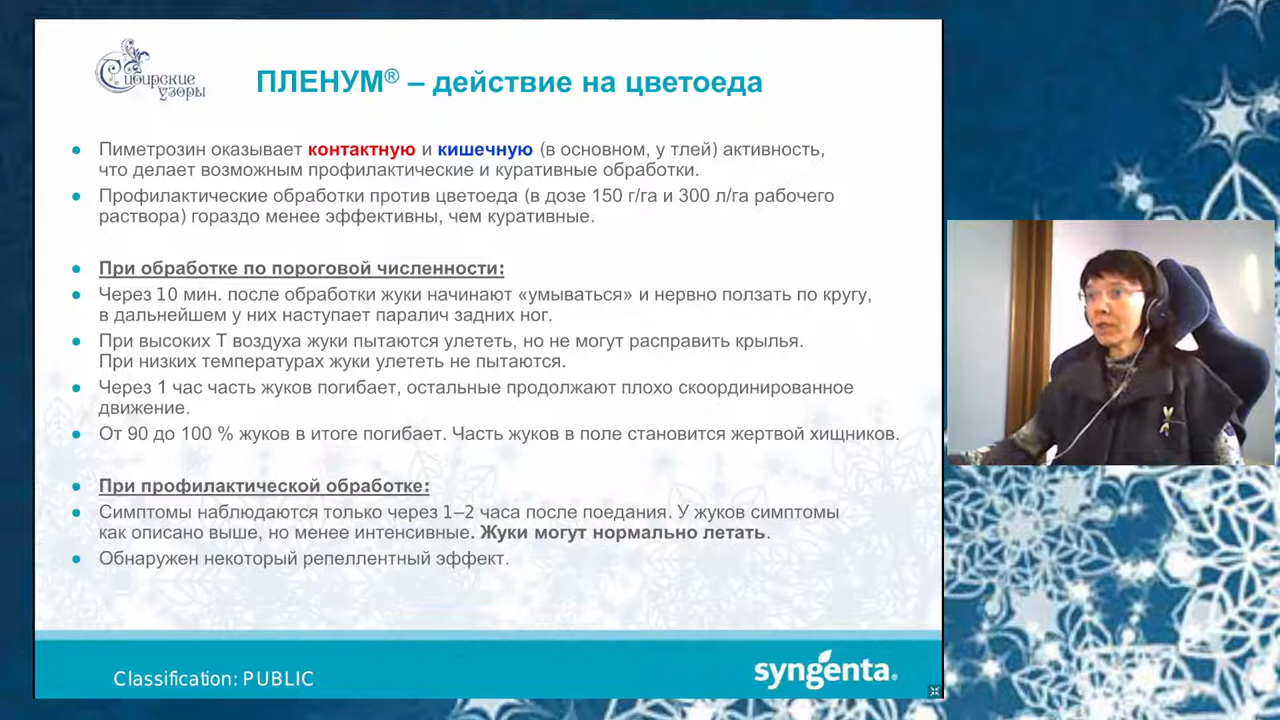 Сибирские
узоры
ПЛЕНУМ® – действие на цветоеда
● Пиметрозин оказывает контактную и кишечную (в основном, у тлей) активность,
что делает возможным профилактические и куративные обработки.
● Профилактические обработки против цветоеда (в дозе 150 г/га и 300 л/га рабочего
раствора) гораздо менее эффективны, чем куративные.
● При обработке по пороговой численности:
● Через 10 мин. после обработки жуки начинают «умываться» и нервно ползать по кругу,
в дальнейшем у них наступает паралич задних ног.
● При высоких Т воздуха жуки пытаются улететь, но не могут расправить крылья.
При низких температурах жуки улететь не пытаются.
● Через 1 час часть жуков погибает, остальные продолжают плохо скоординированное
движение.
● От 90 до 100 % жуков в итоге погибает. Часть жуков в поле становится жертвой хищников.
● При профилактической обработке:
● Симптомы наблюдаются только через 1–2 часа после поедания. У жуков симптомы
как описано выше, но менее интенсивные. Жуки могут нормально летать.
● Обнаружен некоторый репеллентный эффект.
Classification: PUBLIC
syngenta®